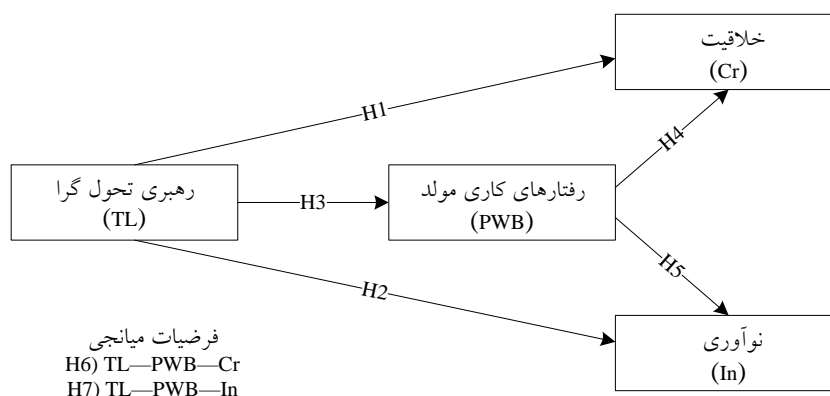 خلاقیت
(Cr)
H1
H4
رهبری تحول گرا
(TL)
H3
رفتارهای کاری مولد
(PWB)
H2
H5
نوآوری
(In)
فرضیات میانجی
H6) TL—PWB—Cr
H7) TL—PWB—In